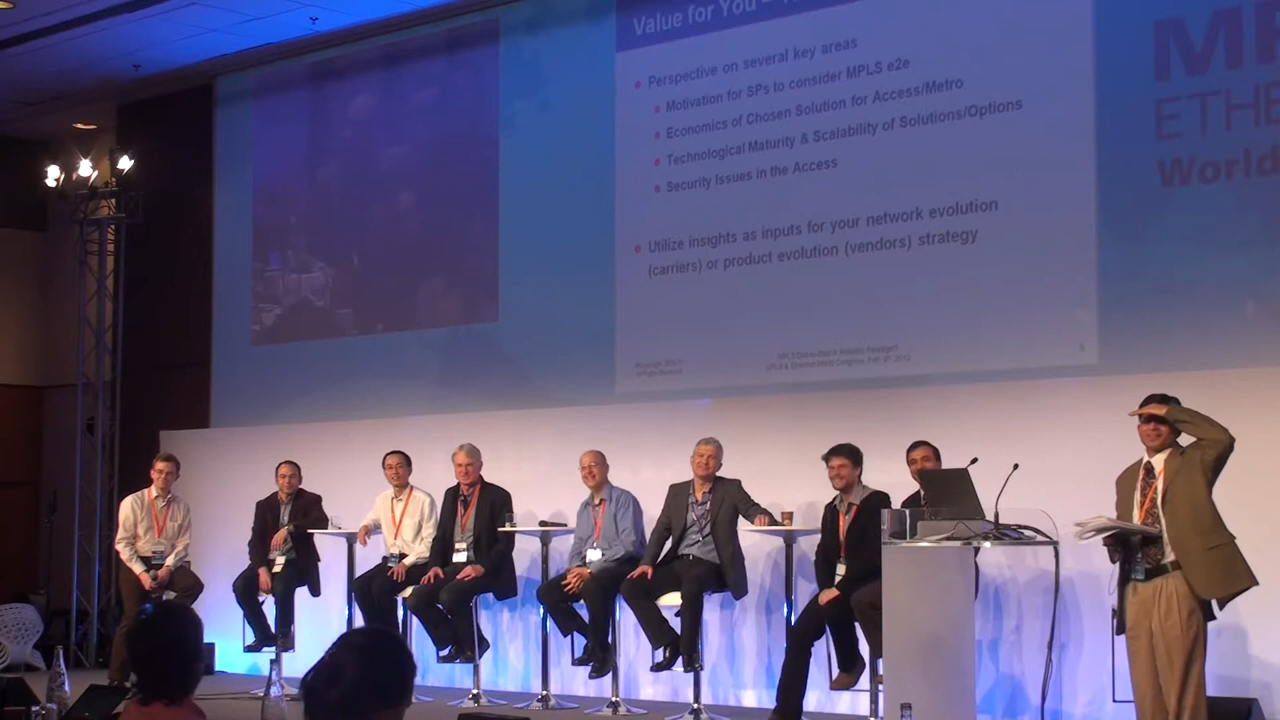 Value for You –
Perspective on several key areas
Motivation for SPs to consider MPLS e2e
Economics of Chosen Solution for Access/Metro
Technological Maturity & Scalability of Solutions/Options
Security Issues in the Access
Utilize insights as inputs for your network evolution
(carriers) or product evolution (vendors) strategy
MP
ETHE
World